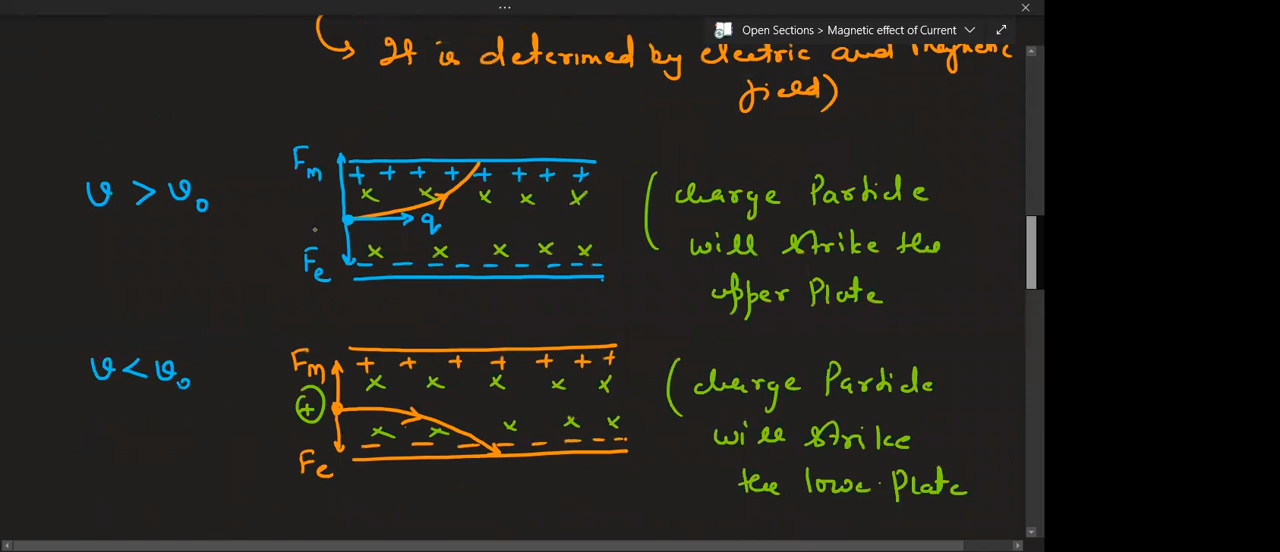 Open Sections > Magnetic effect of Current
↳ It is determined by electric and magnetic
field)
v > v₀
Fm
+ + + + + + + +
x x x x x
q
x x x x x
Fe
- - - - - - - -
(charge Particle
will strike the
upper Plate
v < v₀
Fm
+ + + + + + +
x x x x x
+
x x x x x
Fe
- - - - - - - -
(charge Particle
will strike
the lowe. Plate